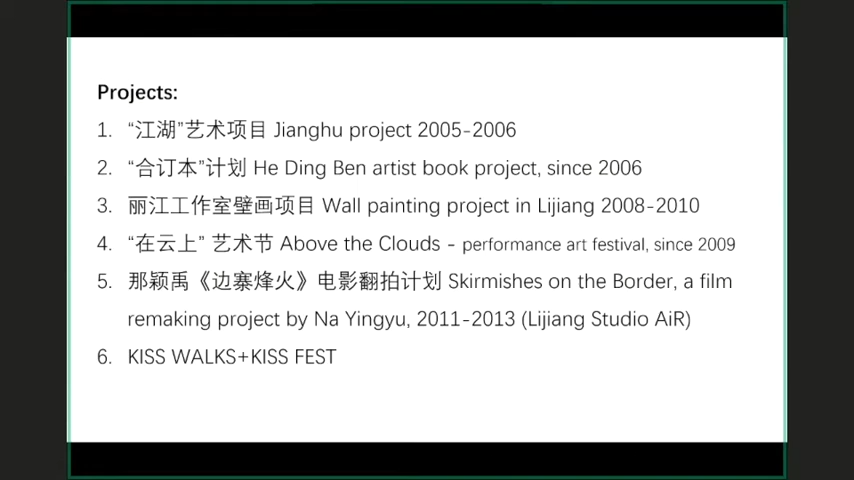 Projects:
1. “江湖”艺术项目 Jianghu project 2005-2006
2. “合订本”计划 He Ding Ben artist book project, since 2006
3. 丽江工作室壁画项目 Wall painting project in Lijiang 2008-2010
4. “在云上” 艺术节 Above the Clouds - performance art festival, since 2009
5. 那颖禹《边寨烽火》电影翻拍计划 Skirmishes on the Border, a film
remaking project by Na Yingyu, 2011-2013 (Lijiang Studio AiR)
6. KISS WALKS+KISS FEST